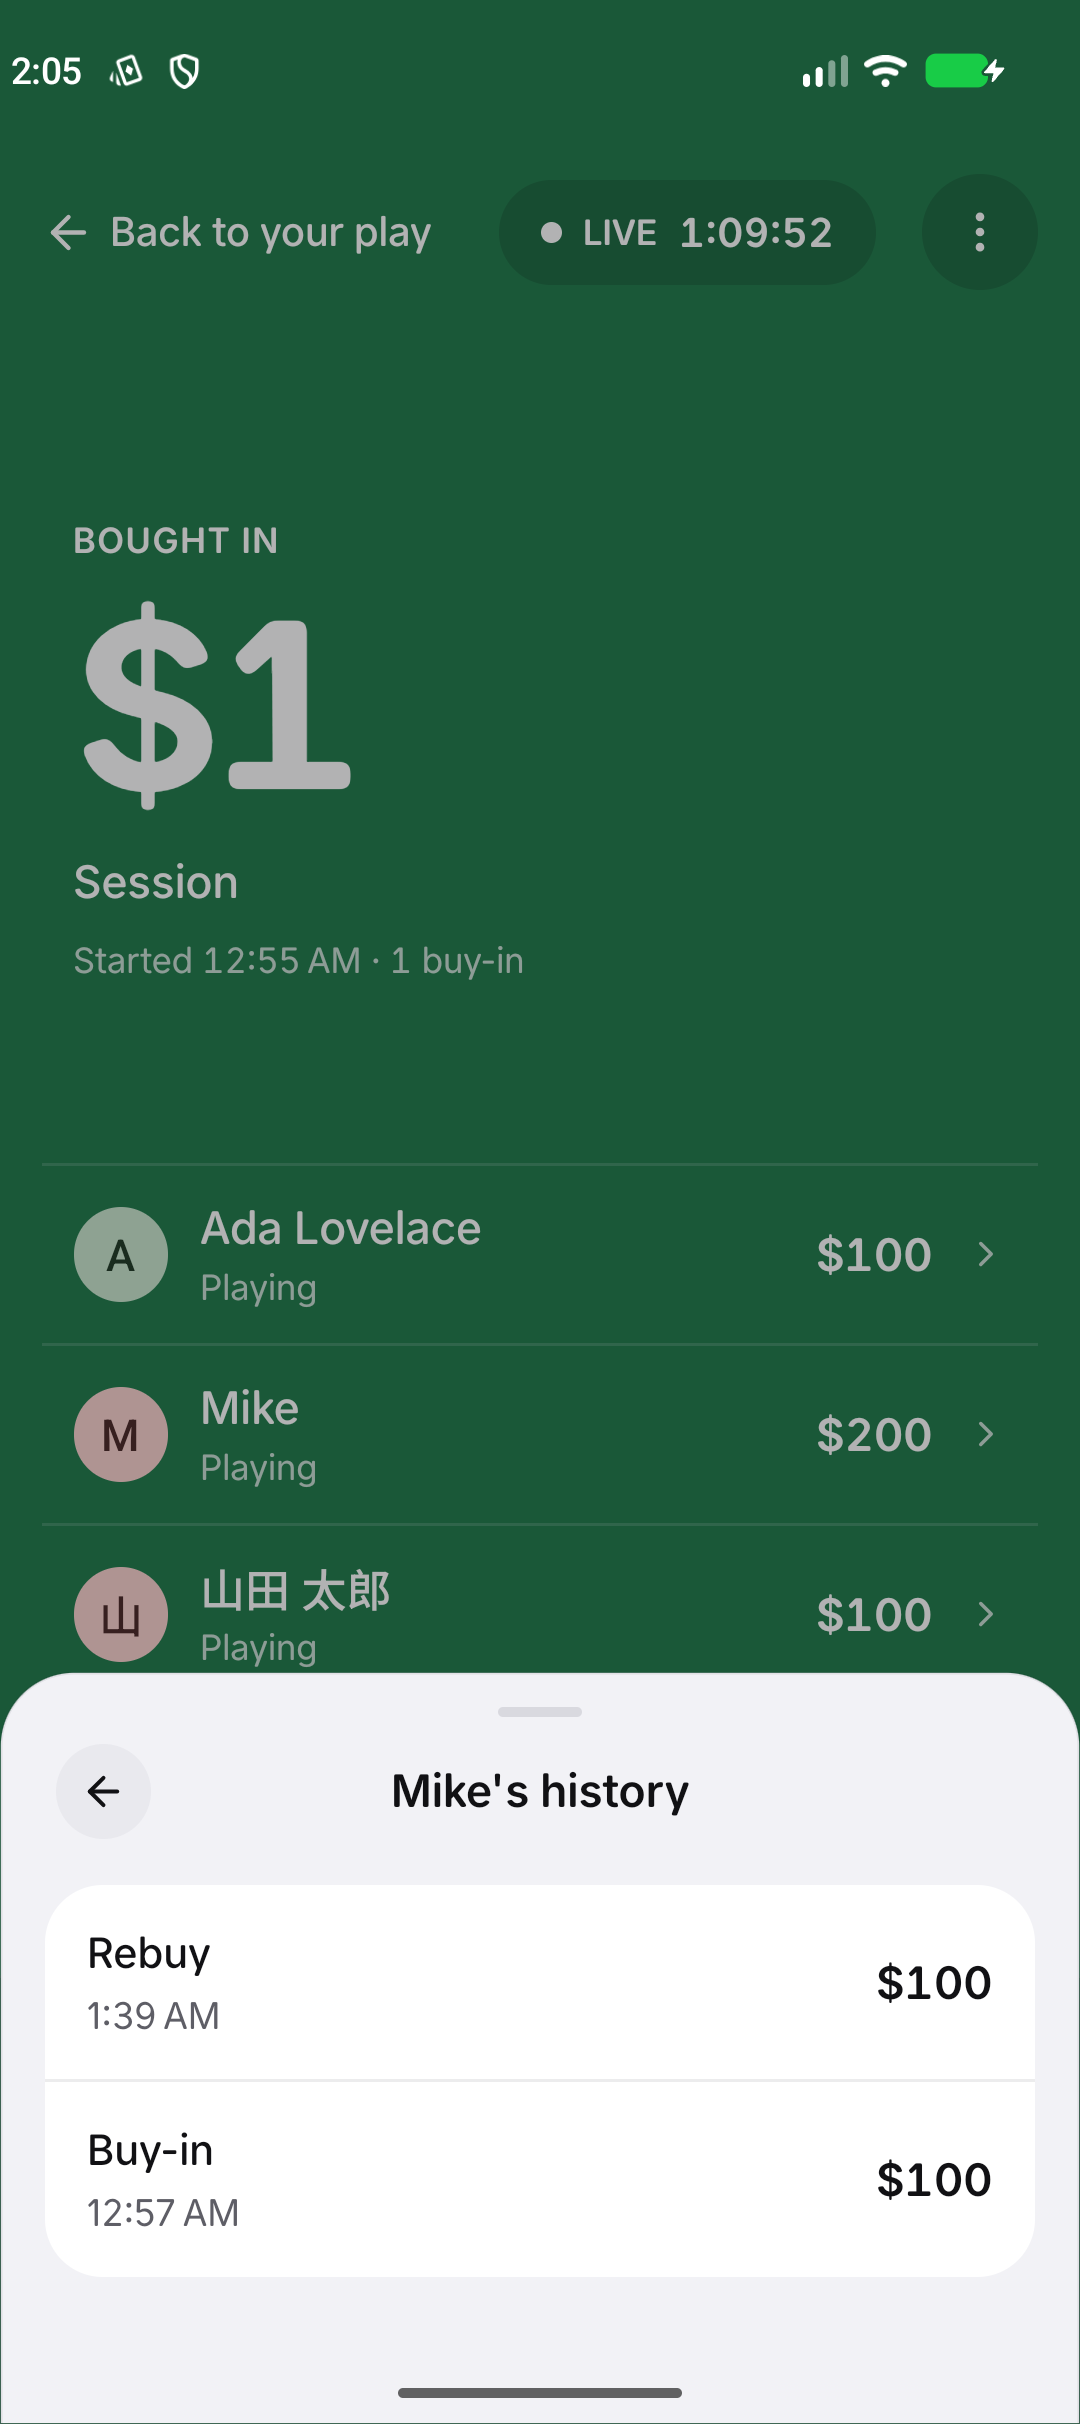 2:05
Back to your play
LIVE 1:09:52
BOUGHT IN
$1
Session
Started 12:55 AM · 1 buy-in
A
Ada Lovelace
$100
Playing
M
Mike
$200
Playing
山
山田 太郎
$100
Playing
Mike's history
Rebuy
$100
1:39 AM
Buy-in
$100
12:57 AM